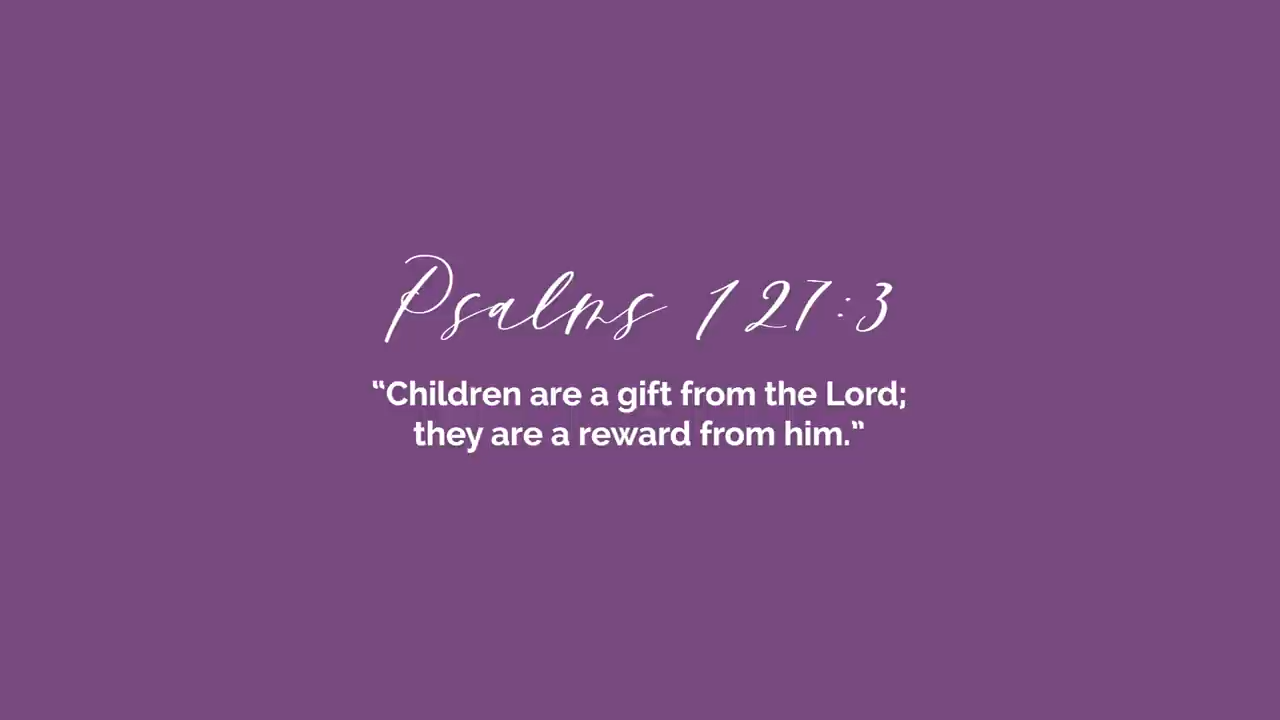 Psalms 127:3
“Children are a gift from the Lord;
they are a reward from him.”